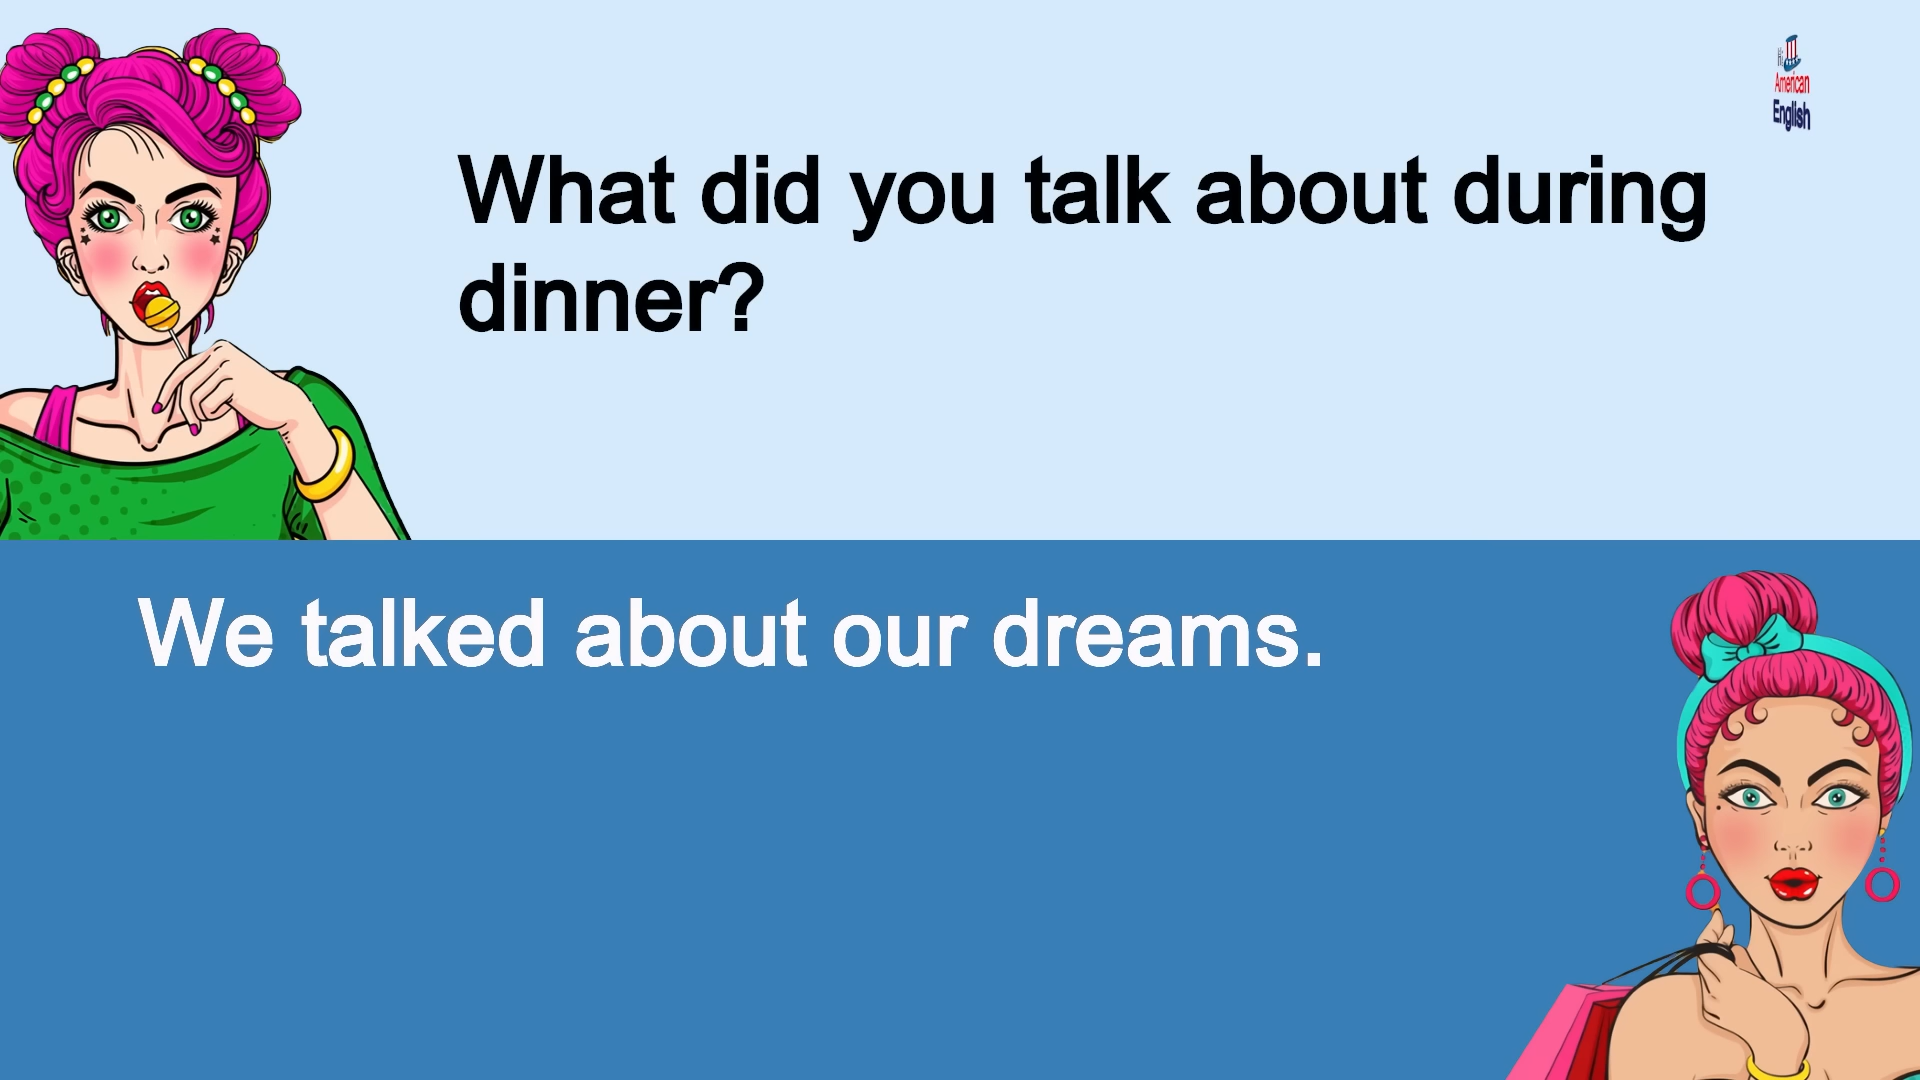 American
English
What did you talk about during
dinner?
We talked about our dreams.